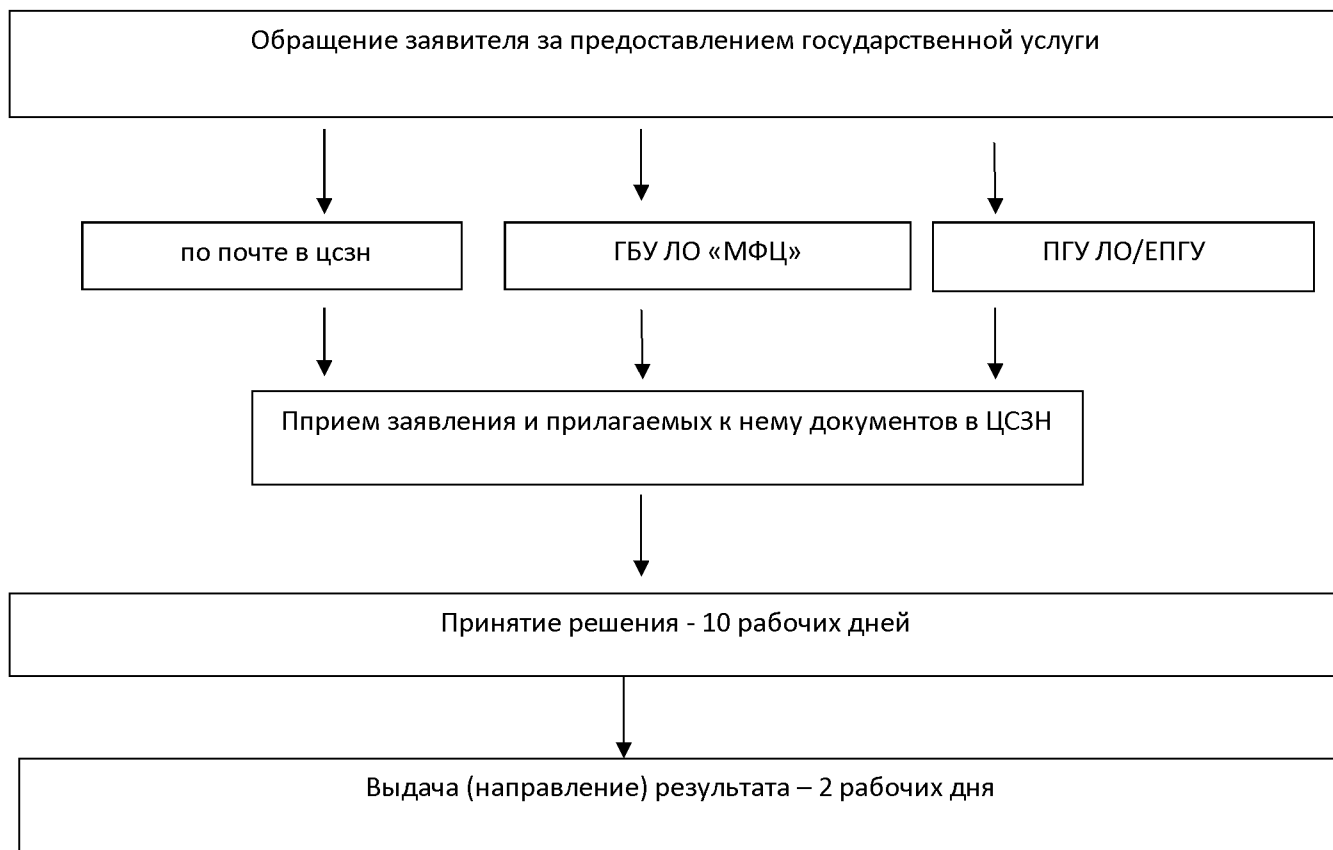 Обращение заявителя за предоставлением государственной услуги
по почте в цсзн
ГБУ ЛО «МФЦ»
ПГУ ЛО/ЕПГУ
Пприем заявления и прилагаемых к нему документов в ЦСЗН
Принятие решения - 10 рабочих дней
Выдача (направление) результата – 2 рабочих дня